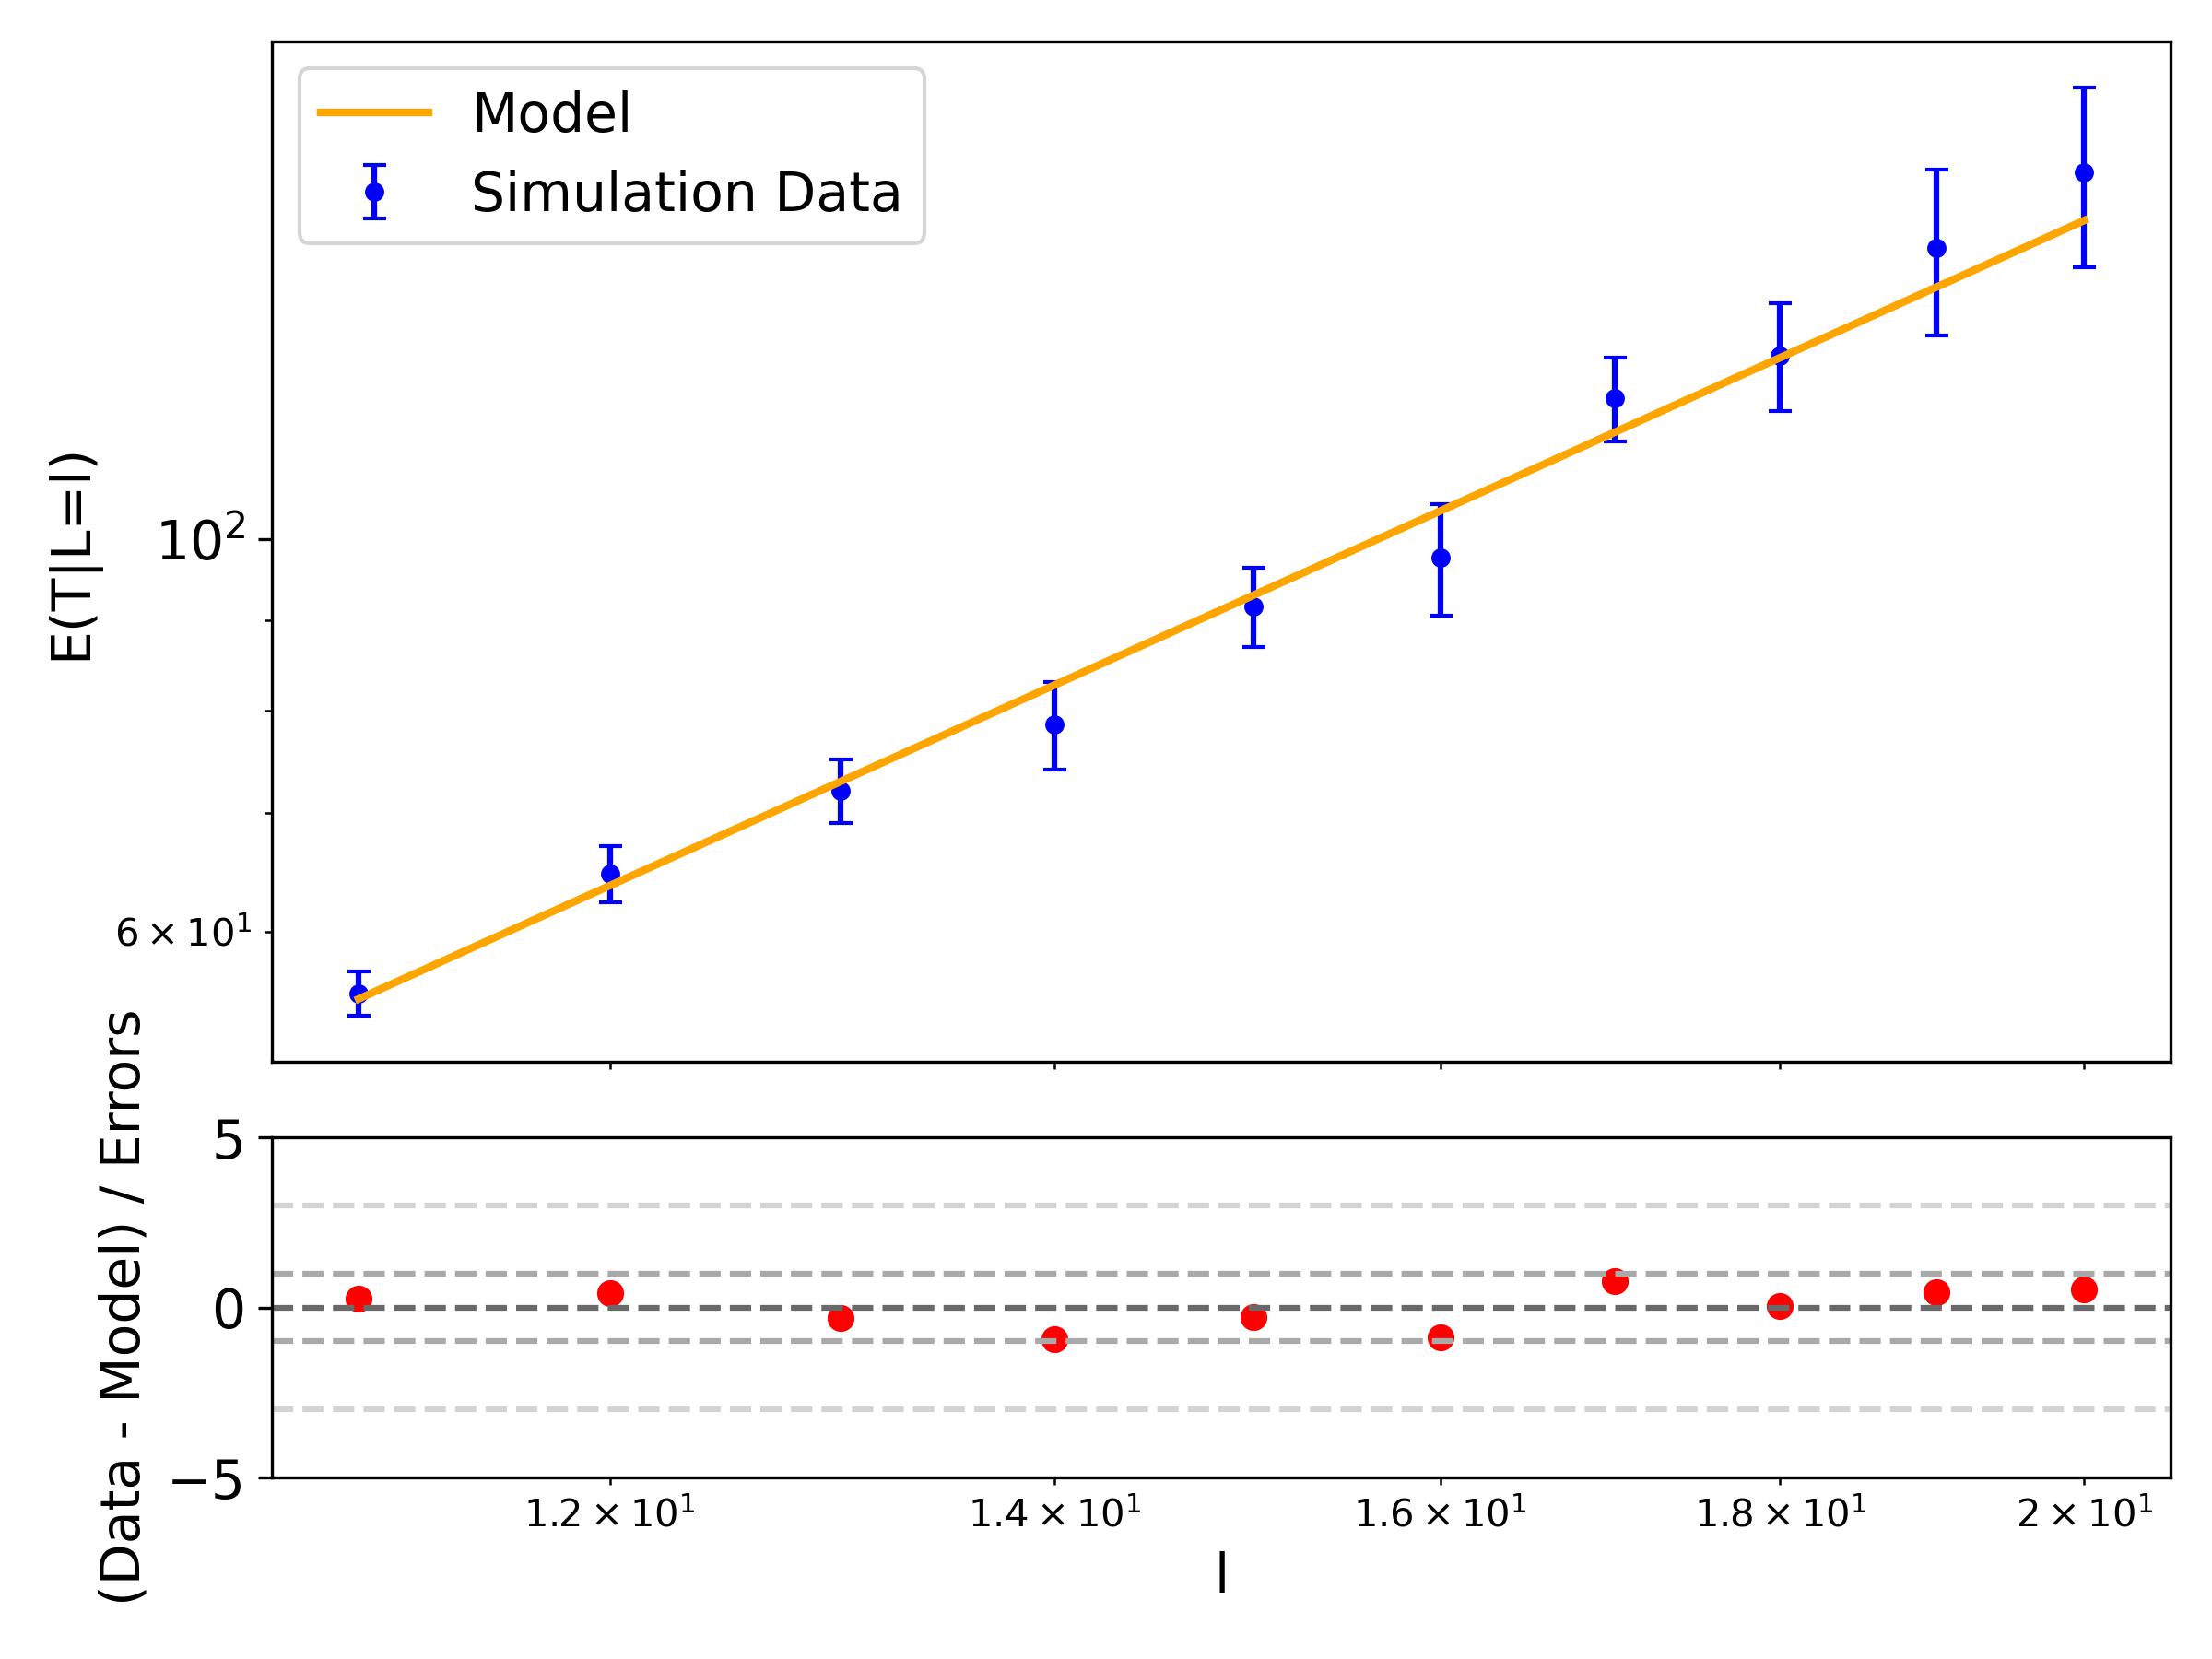 Model
Simulation Data
E(T|L=l)
10²
6 × 10¹
(Data - Model) / Errors
5
0
−5
1.2 × 10¹
1.4 × 10¹
1.6 × 10¹
1.8 × 10¹
2 × 10¹
l